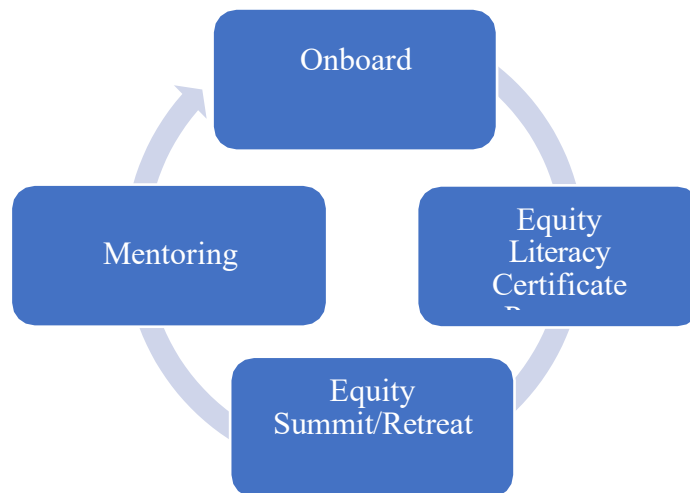 Onboard
Equity
Literacy
Certificate
Equity
Summit/Retreat
Mentoring